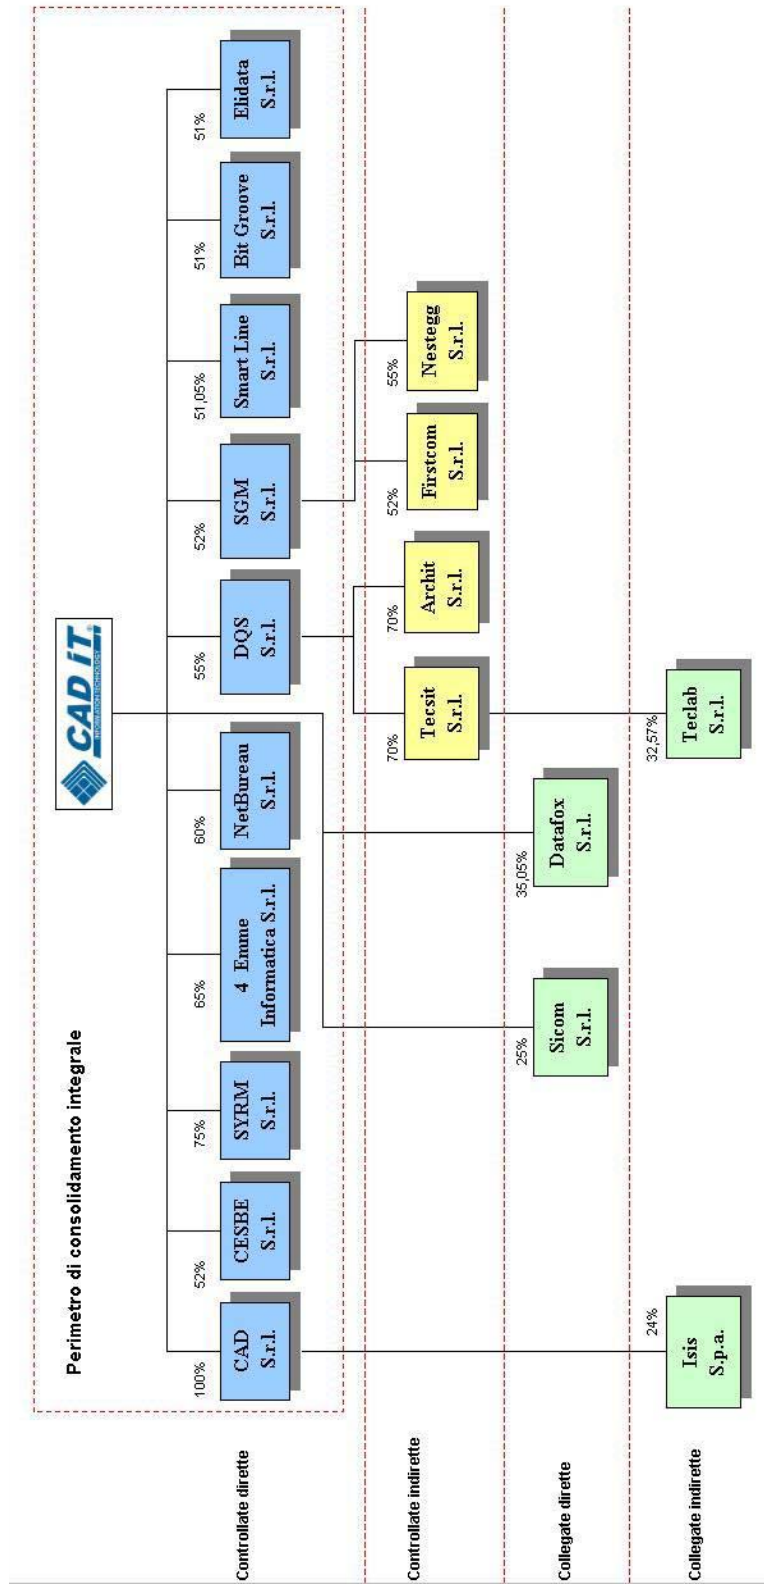 Perimetro di consolidamento integrale
CAD iT®
INFORMATION TECHNOLOGY
Controllate dirette
100%
CAD
S.r.l.
52%
CESBE
S.r.l.
75%
SYRM
S.r.l.
65%
4 Emme
Informatica S.r.l.
60%
NetBureau
S.r.l.
55%
DQS
S.r.l.
52%
SGM
S.r.l.
51,05%
Smart Line
S.r.l.
51%
Bit Groove
S.r.l.
51%
Elidata
S.r.l.
Controllate indirette
70%
Tecsit
S.r.l.
70%
Archit
S.r.l.
52%
Firstcom
S.r.l.
55%
Nestegg
S.r.l.
Collegate dirette
25%
Sicom
S.r.l.
35,05%
Datafox
S.r.l.
Collegate indirette
24%
Isis
S.p.a.
32,57%
Teclab
S.r.l.